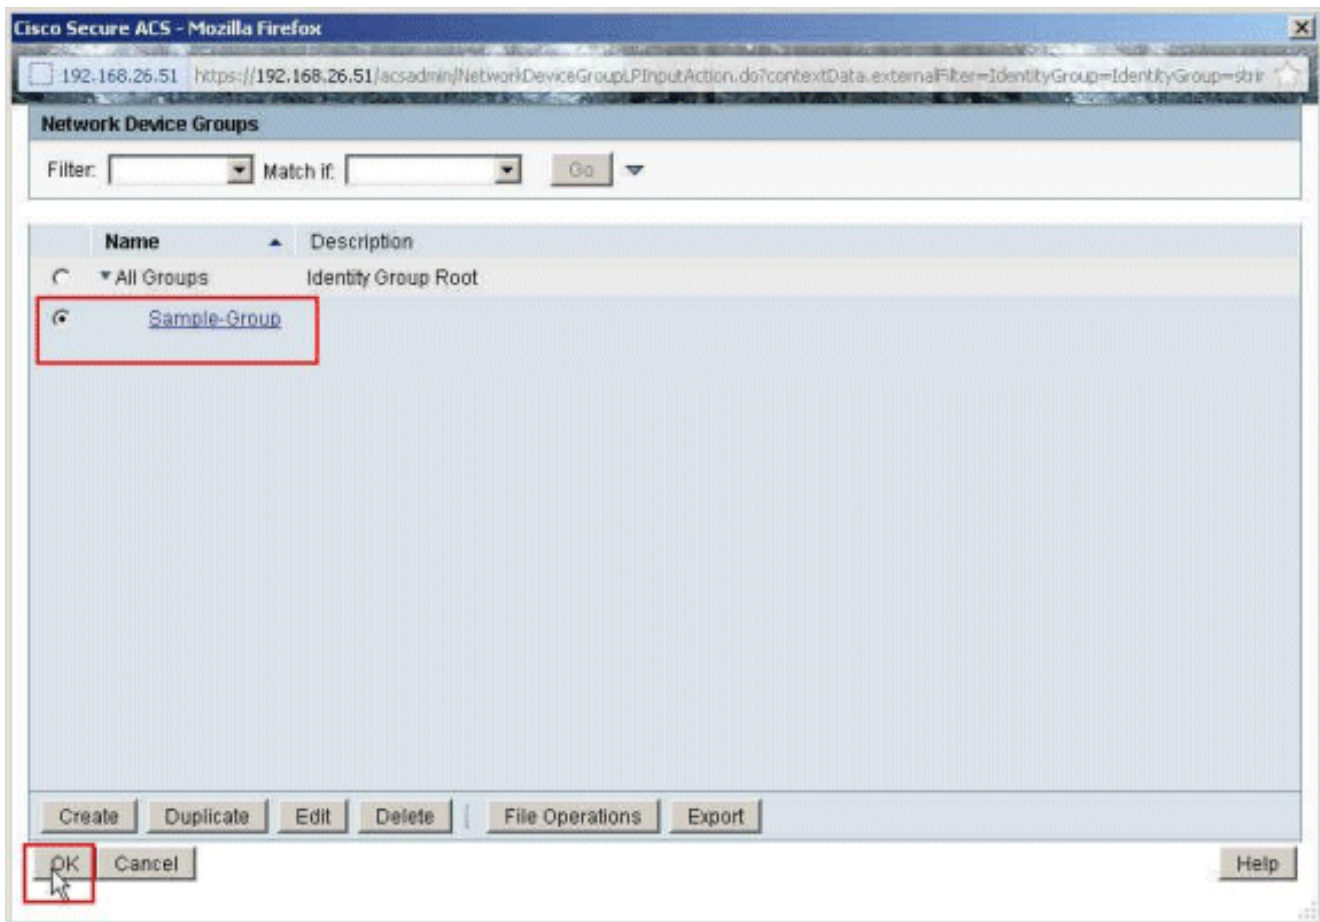 Cisco Secure ACS - Mozilla Firefox
192.168.26.51 https://192.168.26.51/acsadmin/NetworkDeviceGroupLPInputAction.do?contextData.externalFilter=IdentityGroup=IdentityGroup=strin
Network Device Groups
Filter: Match if: Go
Name Description
All Groups Identity Group Root
Sample-Group
Create Duplicate Edit Delete File Operations Export
OK Cancel Help